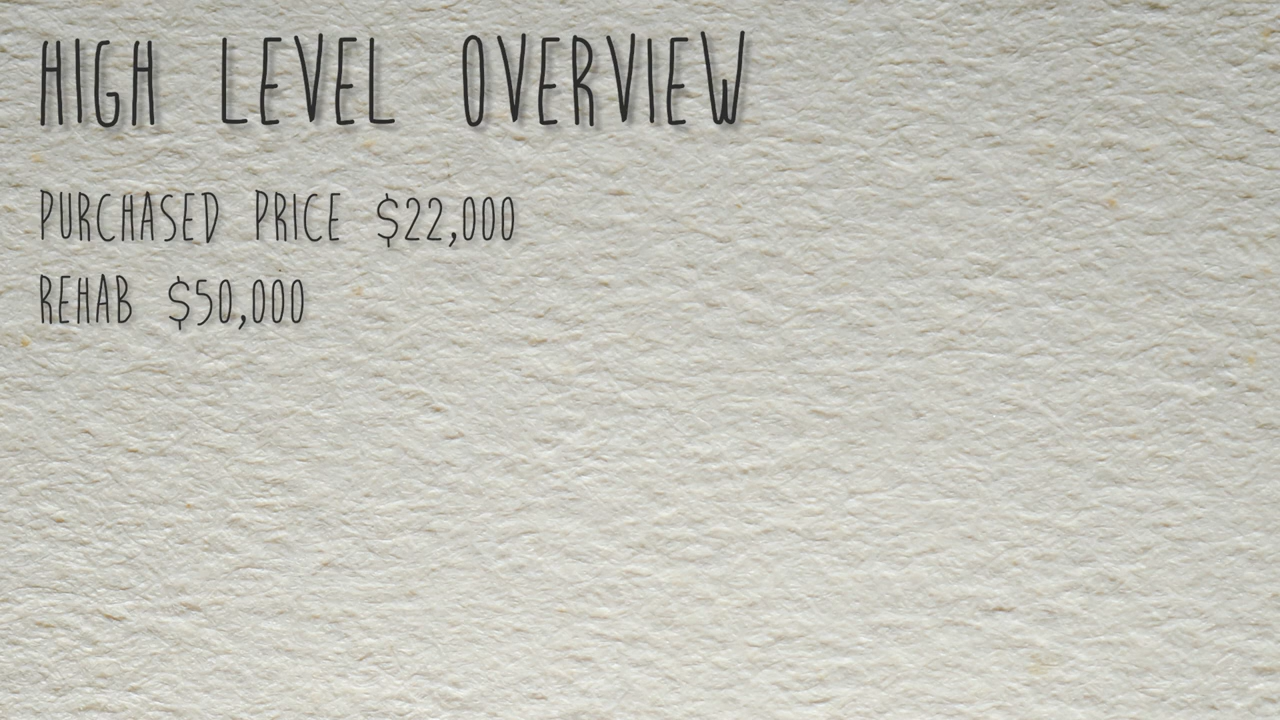 HIGH LEVEL OVERVIEW
PURCHASED PRICE $22,000
REHAB $50,000